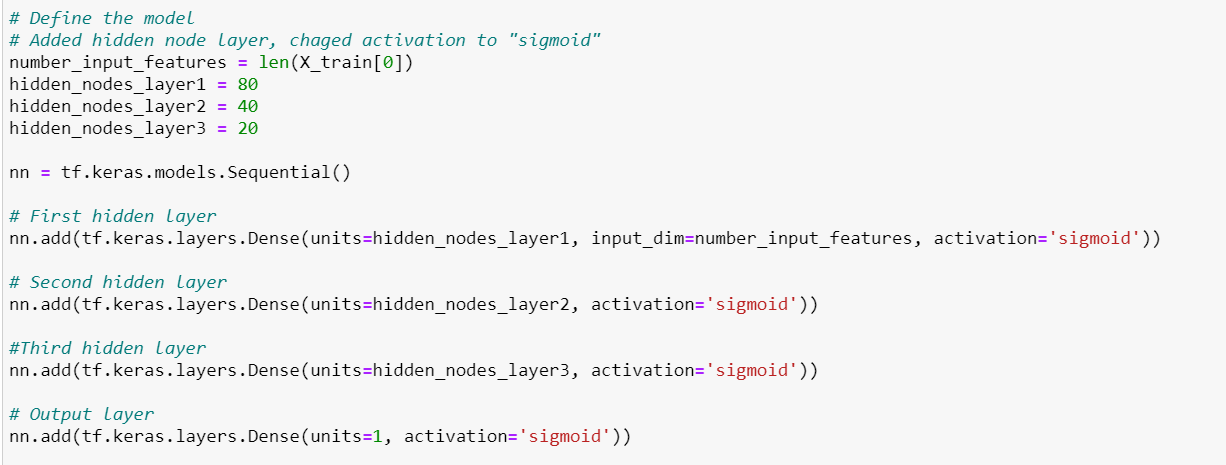 # Define the model
# Added hidden node layer, chaged activation to "sigmoid"
number_input_features = len(X_train[0])
hidden_nodes_layer1 = 80
hidden_nodes_layer2 = 40
hidden_nodes_layer3 = 20
nn = tf.keras.models.Sequential()
# First hidden layer
nn.add(tf.keras.layers.Dense(units=hidden_nodes_layer1, input_dim=number_input_features, activation='sigmoid'))
# Second hidden layer
nn.add(tf.keras.layers.Dense(units=hidden_nodes_layer2, activation='sigmoid'))
#Third hidden layer
nn.add(tf.keras.layers.Dense(units=hidden_nodes_layer3, activation='sigmoid'))
# Output layer
nn.add(tf.keras.layers.Dense(units=1, activation='sigmoid'))